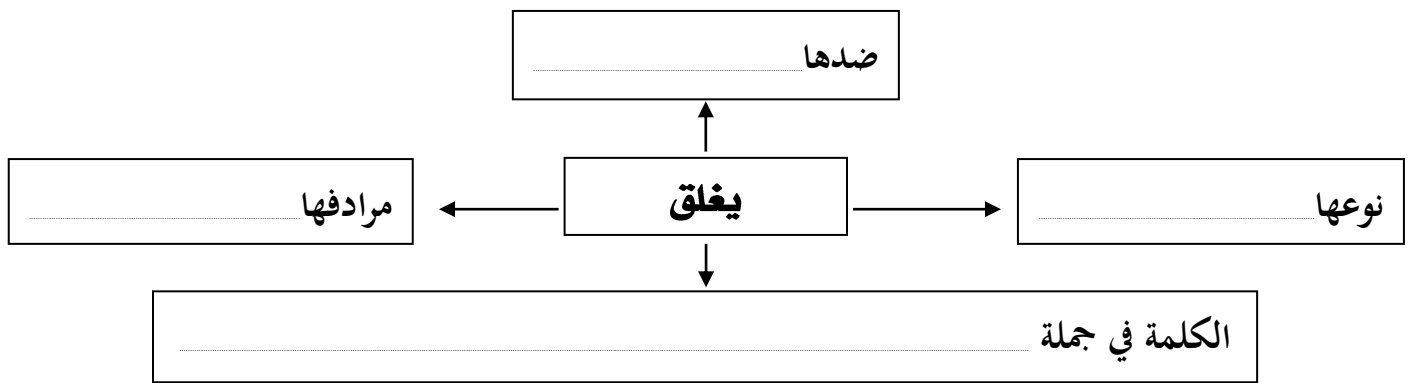 ضدها
نوعها
يغلق
مرادفها
الكلمة في جملة